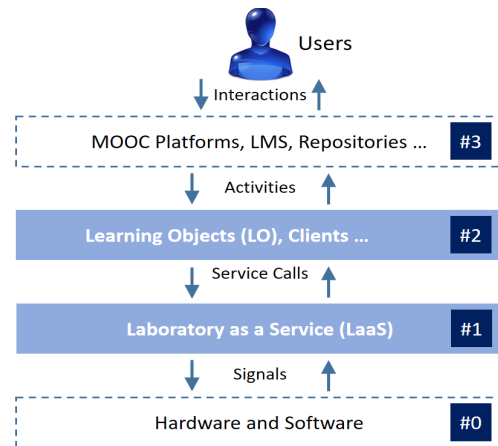 Users
Interactions
MOOC Platforms, LMS, Repositories ... #3
Activities
Learning Objects (LO), Clients ... #2
Service Calls
Laboratory as a Service (LaaS) #1
Signals
Hardware and Software #0